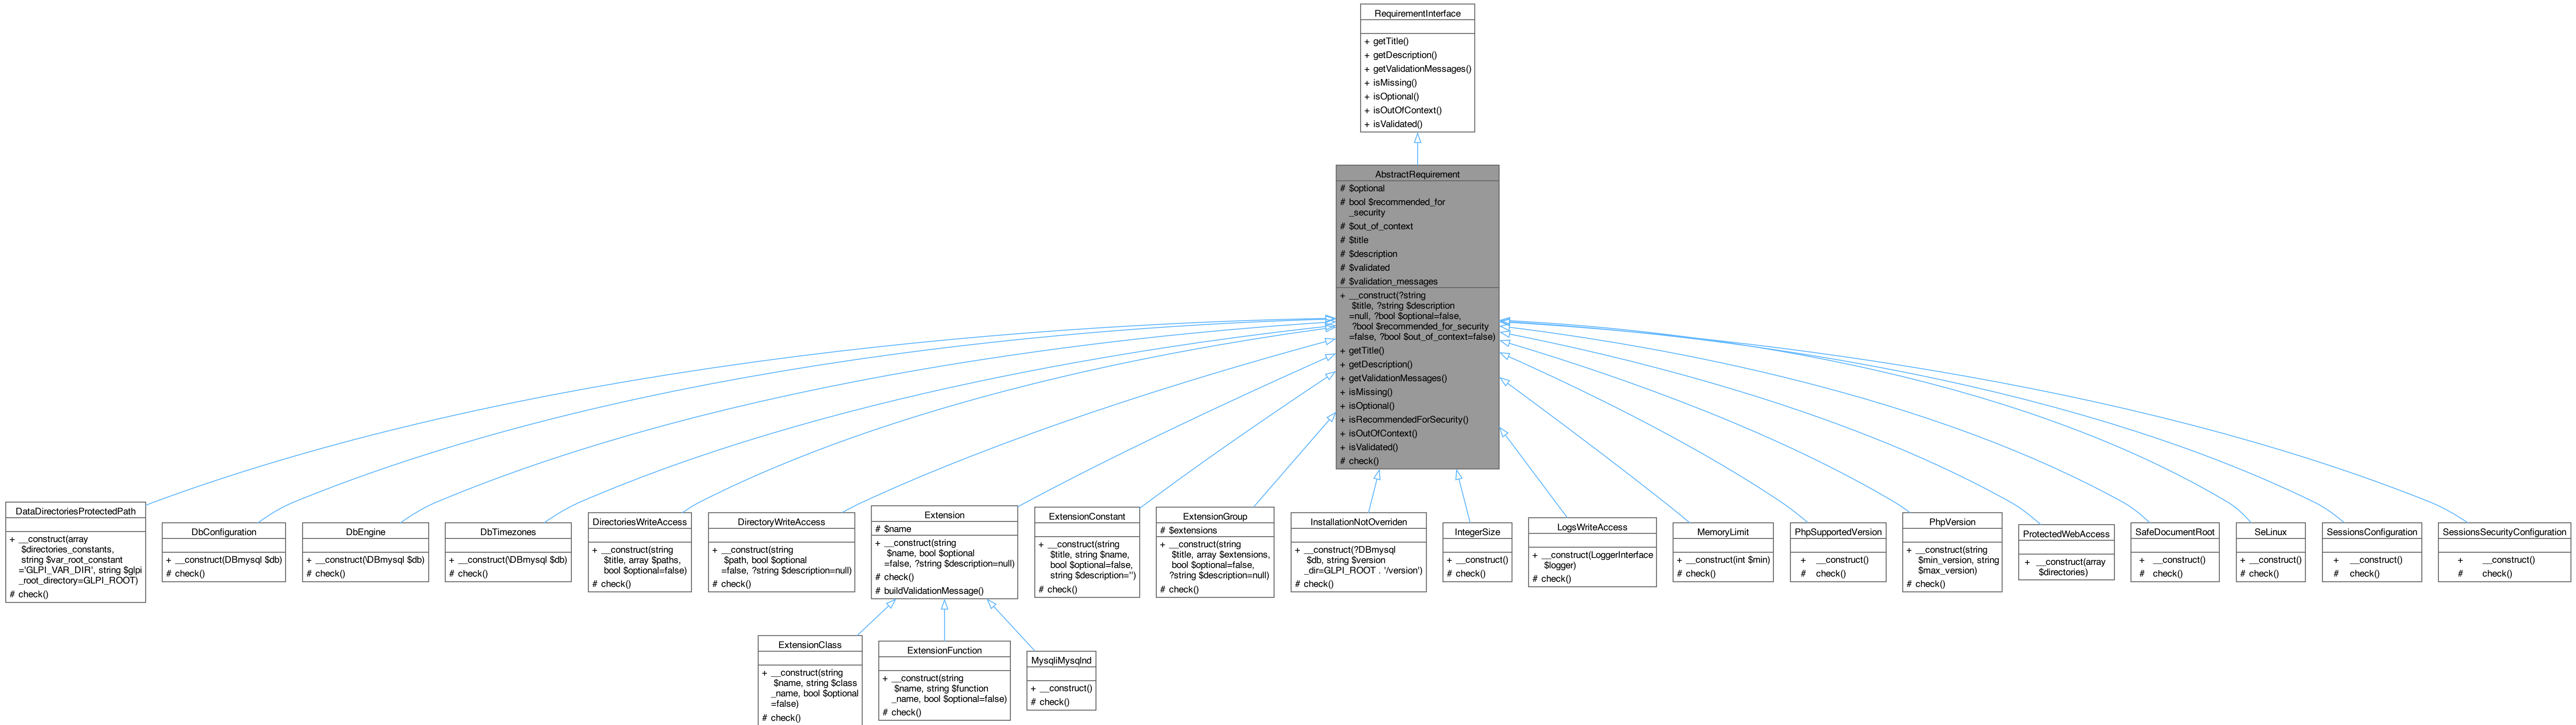 RequirementInterface
+ getTitle()
+ getDescription()
+ getValidationMessages()
+ isMissing()
+ isOptional()
+ isOutOfContext()
+ isValidated()
AbstractRequirement
# $optional
# bool $recommended_for
_security
# $out_of_context
# $title
# $description
# $validated
# $validation_messages
+ __construct(?string
$title, ?string $description
=null, ?bool $optional=false,
?bool $recommended_for_security
=false, ?bool $out_of_context=false)
+ getTitle()
+ getDescription()
+ getValidationMessages()
+ isMissing()
+ isOptional()
+ isRecommendedForSecurity()
+ isOutOfContext()
+ isValidated()
# check()
DataDirectoriesProtectedPath
+ __construct(array
$directories_constants,
string $var_root_constant
='GLPI_VAR_DIR', string $glpi
_root_directory=GLPI_ROOT)
# check()
DbConfiguration
+ __construct(DBmysql $db)
# check()
DbEngine
+ __construct(\DBmysql $db)
# check()
DbTimezones
+ __construct(\DBmysql $db)
# check()
DirectoriesWriteAccess
+ __construct(string
$title, array $paths,
bool $optional=false)
# check()
DirectoryWriteAccess
+ __construct(string
$path, bool $optional
=false, ?string $description=null)
# check()
Extension
# $name
+ __construct(string
$name, bool $optional
=false, ?string $description=null)
# check()
# buildValidationMessage()
ExtensionConstant
+ __construct(string
$title, string $name,
bool $optional=false,
string $description='')
# check()
ExtensionGroup
# $extensions
+ __construct(string
$title, array $extensions,
bool $optional=false,
?string $description=null)
# check()
InstallationNotOverriden
+ __construct(?DBmysql
$db, string $version
_dir=GLPI_ROOT . '/version')
# check()
IntegerSize
+ __construct()
# check()
LogsWriteAccess
+ __construct(LoggerInterface
$logger)
# check()
MemoryLimit
+ __construct(int $min)
# check()
PhpSupportedVersion
+ __construct()
# check()
PhpVersion
+ __construct(string
$min_version, string
$max_version)
# check()
ProtectedWebAccess
+ __construct(array
$directories)
SafeDocumentRoot
+ __construct()
# check()
SeLinux
+ __construct()
# check()
SessionsConfiguration
+ __construct()
# check()
SessionsSecurityConfiguration
+ __construct()
# check()
ExtensionClass
+ __construct(string
$name, string $class
_name, bool $optional
=false)
# check()
ExtensionFunction
+ __construct(string
$name, string $function
_name, bool $optional=false)
# check()
MysqliMysqlnd
+ __construct()
# check()